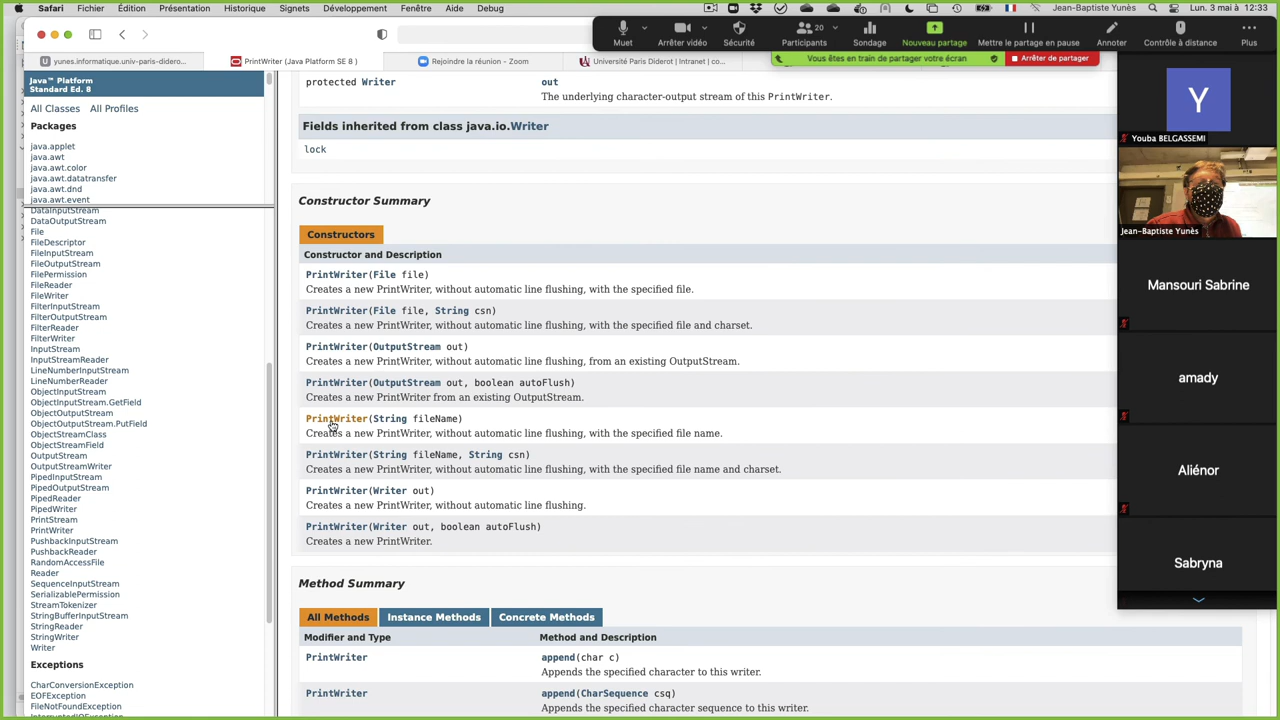 Safari Fichier Édition Présentation Historique Signets Développement Fenêtre Aide Debug Jean-Baptiste Yunès Lun. 3 mai à 12:33
Muet Arrêter vidéo Sécurité Participants 20 Sondage Nouveau partage Mettre le partage en pause Annoter Contrôle à distance Plus
Vous êtes en train de partager votre écran Arrêter de partager
yunes.informatique.univ-paris-didero... PrintWriter (Java Platform SE 8 ) Rejoindre la réunion - Zoom Université Paris Diderot | Intranet | co...
Java™ Platform
Standard Ed. 8
All Classes All Profiles
Packages
java.applet
java.awt
java.awt.color
java.awt.datatransfer
java.awt.dnd
java.awt.event
DataInputStream
DataOutputStream
File
FileDescriptor
FileInputStream
FileOutputStream
FilePermission
FileReader
FileWriter
FilterInputStream
FilterOutputStream
FilterReader
FilterWriter
InputStream
InputStreamReader
LineNumberInputStream
LineNumberReader
ObjectInputStream
ObjectInputStream.GetField
ObjectOutputStream
ObjectOutputStream.PutField
ObjectStreamClass
ObjectStreamField
OutputStream
OutputStreamWriter
PipedInputStream
PipedOutputStream
PipedReader
PipedWriter
PrintStream
PrintWriter
PushbackInputStream
PushbackReader
RandomAccessFile
Reader
SequenceInputStream
SerializablePermission
StreamTokenizer
StringBufferInputStream
StringReader
StringWriter
Writer
Exceptions
CharConversionException
EOFException
FileNotFoundException
InterruptedIOException
protected Writer out
The underlying character-output stream of this PrintWriter.
Fields inherited from class java.io.Writer
lock
Constructor Summary
Constructors
Constructor and Description
PrintWriter(File file)
Creates a new PrintWriter, without automatic line flushing, with the specified file.
PrintWriter(File file, String csn)
Creates a new PrintWriter, without automatic line flushing, with the specified file and charset.
PrintWriter(OutputStream out)
Creates a new PrintWriter, without automatic line flushing, from an existing OutputStream.
PrintWriter(OutputStream out, boolean autoFlush)
Creates a new PrintWriter from an existing OutputStream.
PrintWriter(String fileName)
Creates a new PrintWriter, without automatic line flushing, with the specified file name.
PrintWriter(String fileName, String csn)
Creates a new PrintWriter, without automatic line flushing, with the specified file name and charset.
PrintWriter(Writer out)
Creates a new PrintWriter, without automatic line flushing.
PrintWriter(Writer out, boolean autoFlush)
Creates a new PrintWriter.
Method Summary
All Methods Instance Methods Concrete Methods
Modifier and Type Method and Description
PrintWriter append(char c)
Appends the specified character to this writer.
PrintWriter append(CharSequence csq)
Appends the specified character sequence to this writer.
Y
Youba BELGASSEMI
Jean-Baptiste Yunès
Mansouri Sabrine
amady
Aliénor
Sabryna